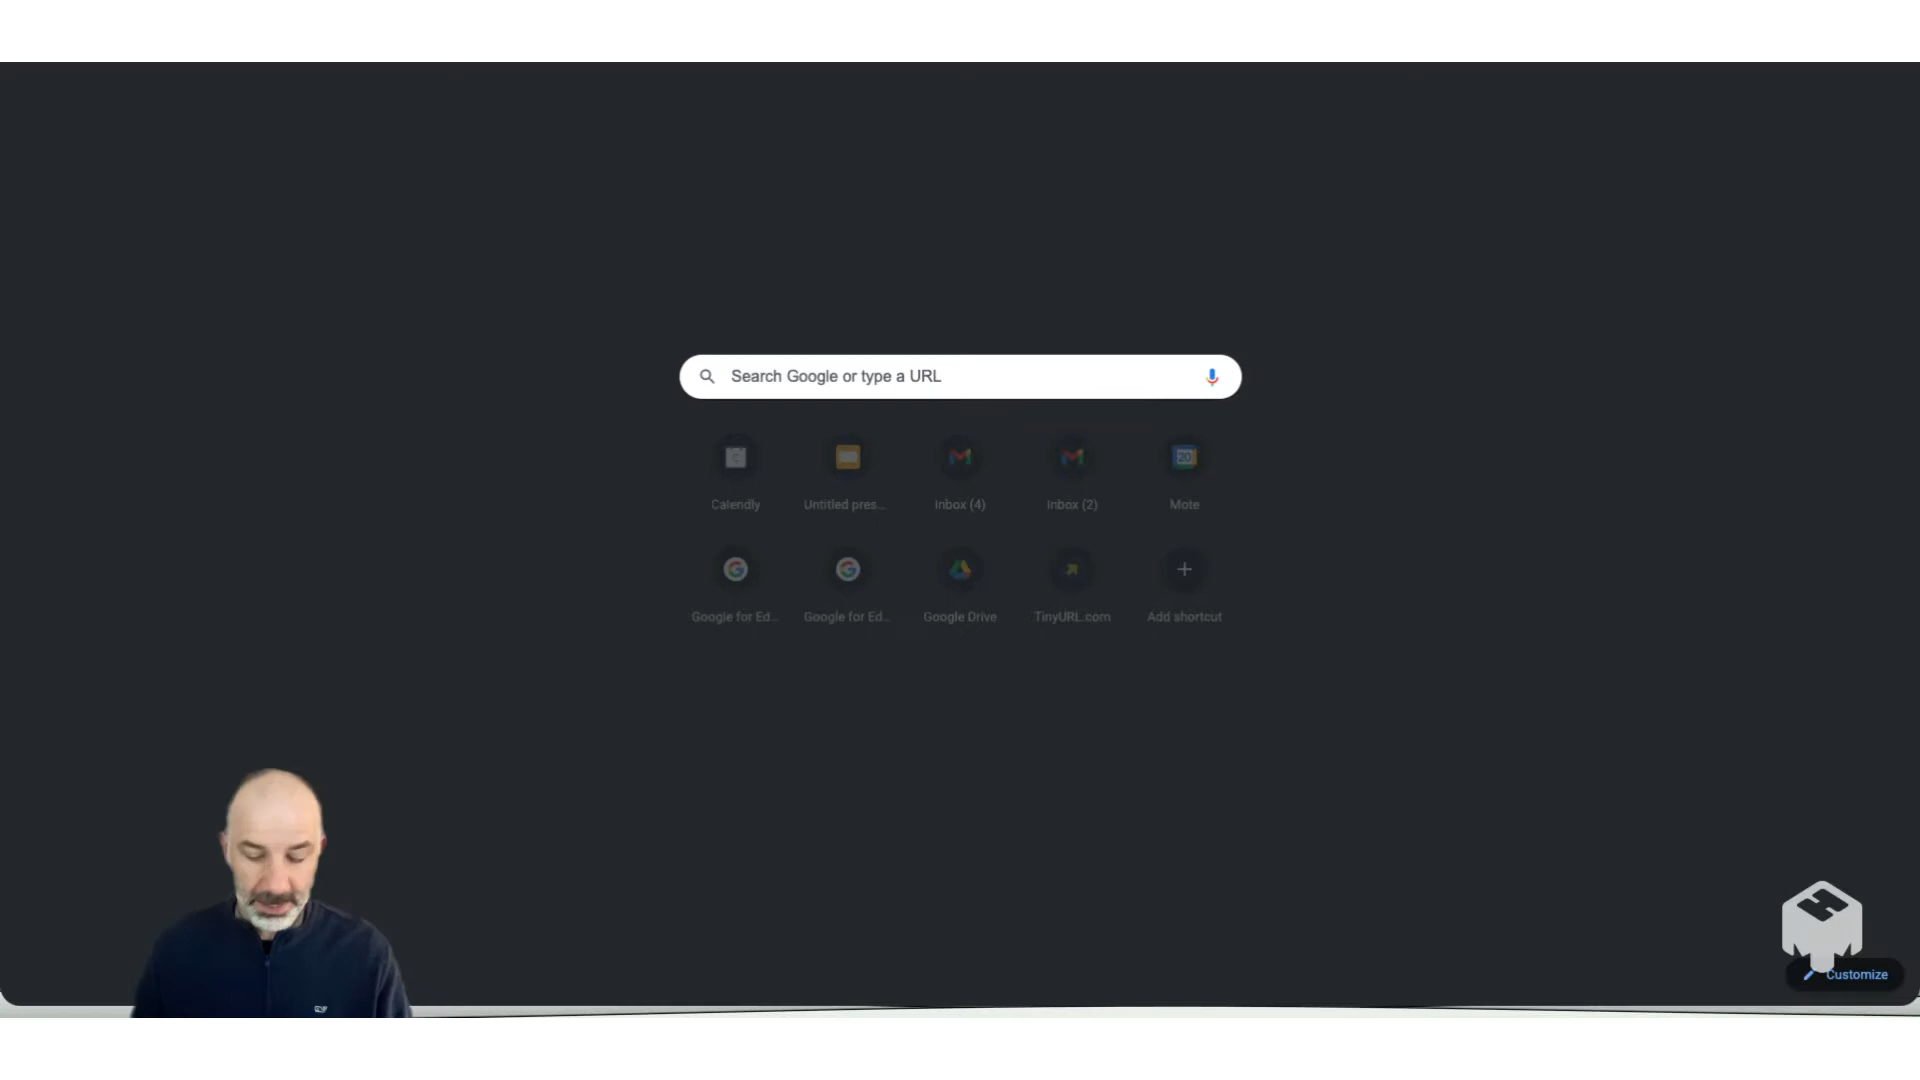 Search Google or type a URL
Calendly
Untitled pres...
Inbox (4)
Inbox (2)
20
Mote
Google for Ed...
Google for Ed...
Google Drive
TinyURL.com
Add shortcut
Customize